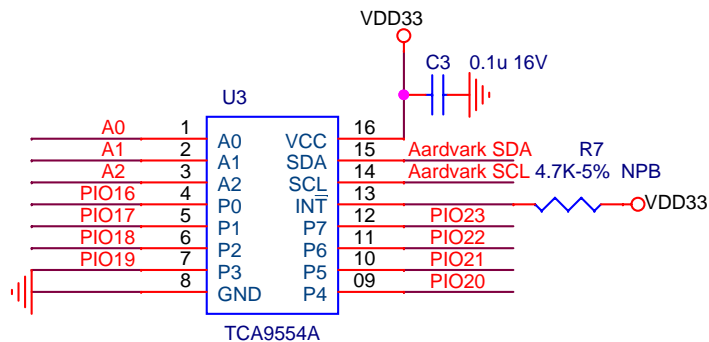 VDD33
C3 0.1u 16V
U3
A0 1 A0 VCC 16
A1 2 A1 SDA 15 Aardvark SDA R7
A2 3 A2 SCL 14 Aardvark SCL 4.7K-5% NPB
PIO16 4 P0 INT 13 VDD33
PIO17 5 P1 P7 12 PIO23
PIO18 6 P2 P6 11 PIO22
PIO19 7 P3 P5 10 PIO21
8 GND P4 09 PIO20
TCA9554A